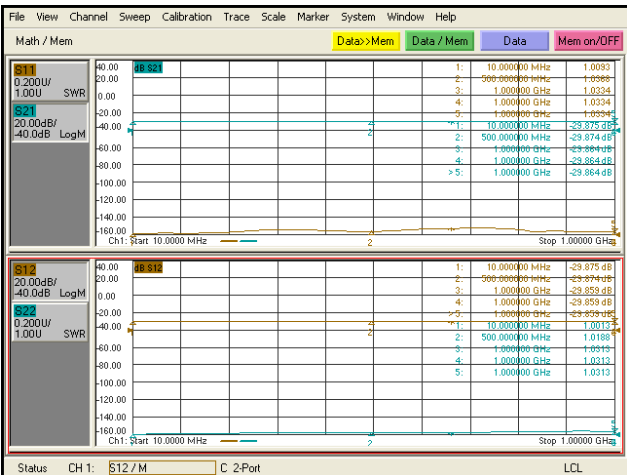 File View Channel Sweep Calibration Trace Scale Marker System Window Help
Math / Mem Data>>Mem Data / Mem Data Mem on/OFF
S11
0.200U/
1.00U SWR
S21
20.00dB/
-40.0dB LogM
40.00
20.00
0.00
-20.00
-40.00
-60.00
-80.00
-100.00
-120.00
-140.00
-160.00
dB S21
1: 10.000000 MHz 1.0093
2: 500.000000 MHz 1.0368
3: 1.000000 GHz 1.0334
4: 1.000000 GHz 1.0334
5: 1.000000 GHz 1.0334
1: 10.000000 MHz -29.875 dB
2: 500.000000 MHz -29.874 dB
3: 1.000000 GHz -29.864 dB
4: 1.000000 GHz -29.864 dB
> 5: 1.000000 GHz -29.864 dB
2
2
Ch1: Start 10.0000 MHz Stop 1.00000 GHz
S12
20.00dB/
-40.0dB LogM
S22
0.200U/
1.00U SWR
40.00
20.00
0.00
-20.00
-40.00
-60.00
-80.00
-100.00
-120.00
-140.00
-160.00
dB S12
1: 10.000000 MHz -29.875 dB
2: 500.000000 MHz -29.874 dB
3: 1.000000 GHz -29.859 dB
4: 1.000000 GHz -29.859 dB
> 5: 1.000000 GHz -29.859 dB
1: 10.000000 MHz 1.0013
2: 500.000000 MHz 1.0188
3: 1.000000 GHz 1.0313
4: 1.000000 GHz 1.0313
5: 1.000000 GHz 1.0313
2
2
Ch1: Start 10.0000 MHz Stop 1.00000 GHz
Status CH 1: S12 / M C 2-Port LCL